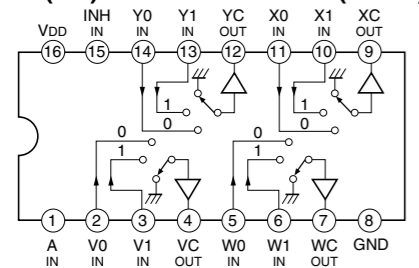 VDD INH IN Y0 IN Y1 IN YC OUT X0 IN X1 IN XC OUT
16 15 14 13 12 11 10 9
1 1
0 0
0 0
1 1
1 2 3 4 5 6 7 8
A IN V0 IN V1 IN VC OUT W0 IN W1 IN WC OUT GND